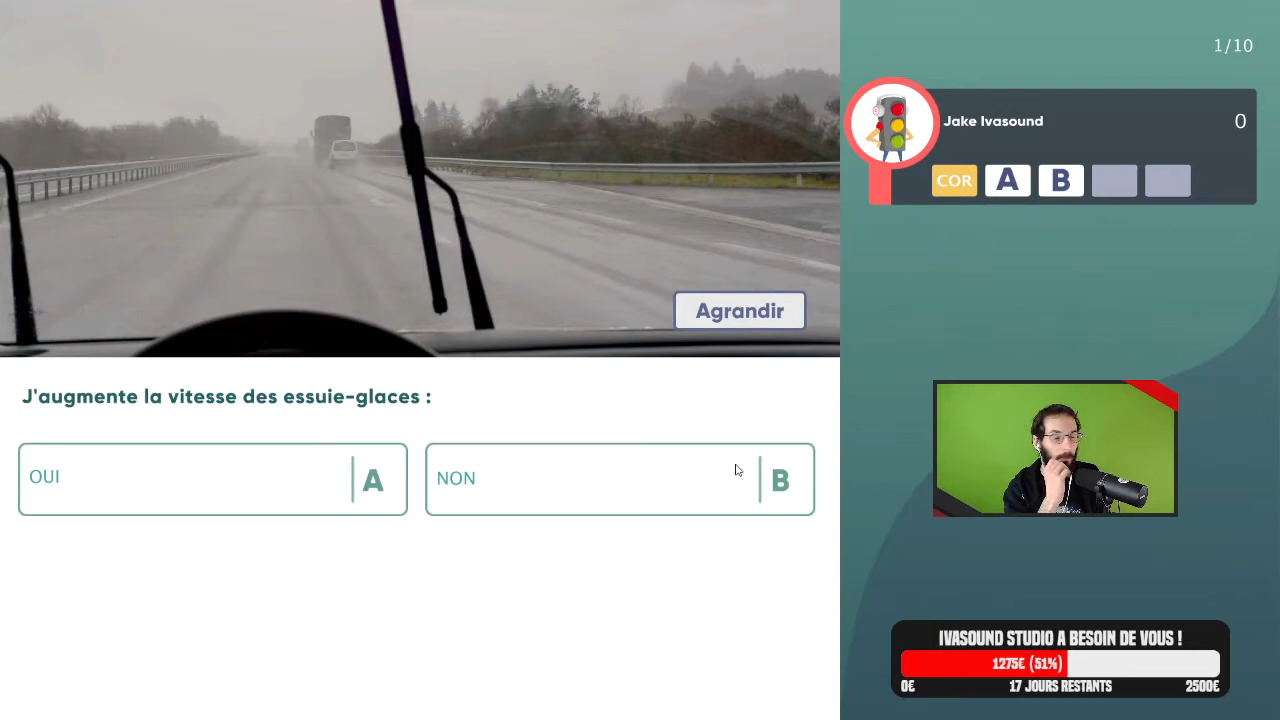 1/10
Jake Ivasound
0
COR
A
B
Agrandir
J'augmente la vitesse des essuie-glaces :
OUI
A
NON
B
IVASOUND STUDIO A BESOIN DE VOUS !
1275€ (51%)
0€
17 JOURS RESTANTS
2500€